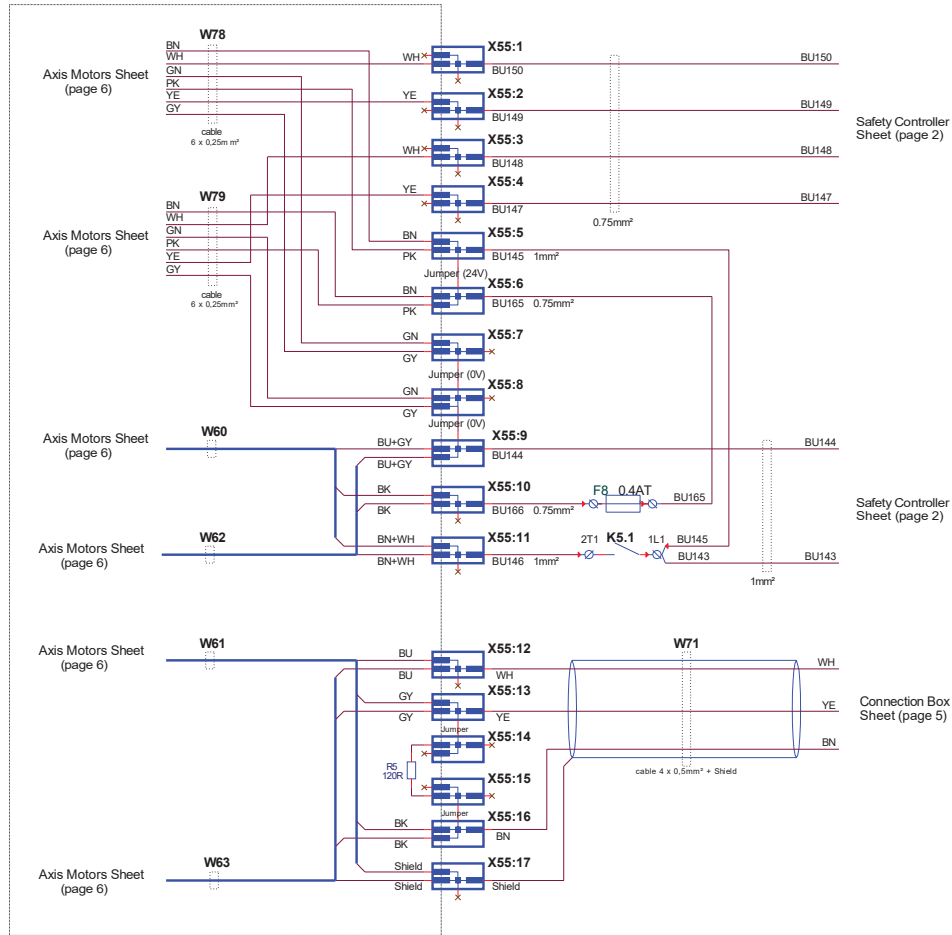 W78
X55:1
BN
WH
WH
BU150
BU150
Axis Motors Sheet
(page 6)
GN
PK
YE
GY
YE
X55:2
BU149
BU149
cable
6 x 0,25m m²
Safety Controller
Sheet (page 2)
WH
X55:3
BU148
BU148
W79
YE
X55:4
BU147
BU147
0.75mm²
BN
WH
GN
PK
YE
GY
Axis Motors Sheet
(page 6)
cable
6 x 0,25mm²
BN
PK
X55:5
BU145 1mm²
Jumper (24V)
BN
PK
X55:6
BU165 0.75mm²
GN
GY
X55:7
Jumper (0V)
GN
GY
X55:8
Jumper (0V)
Axis Motors Sheet
(page 6)
W60
BU+GY
BU+GY
X55:9
BU144
BU144
BK
BK
X55:10
BU166 0.75mm²
F8 0.4AT
BU165
Safety Controller
Sheet (page 2)
Axis Motors Sheet
(page 6)
W62
BN+WH
BN+WH
X55:11
BU146 1mm²
2T1
K5.1
1L1
BU145
BU143
BU143
1mm²
Axis Motors Sheet
(page 6)
W61
BU
BU
X55:12
WH
W71
WH
GY
GY
X55:13
YE
YE
Connection Box
Sheet (page 5)
Jumper
X55:14
BN
R5
120R
cable 4 x 0,5mm² + Shield
X55:15
Jumper
BK
BK
X55:16
BN
Axis Motors Sheet
(page 6)
W63
Shield
Shield
X55:17
Shield